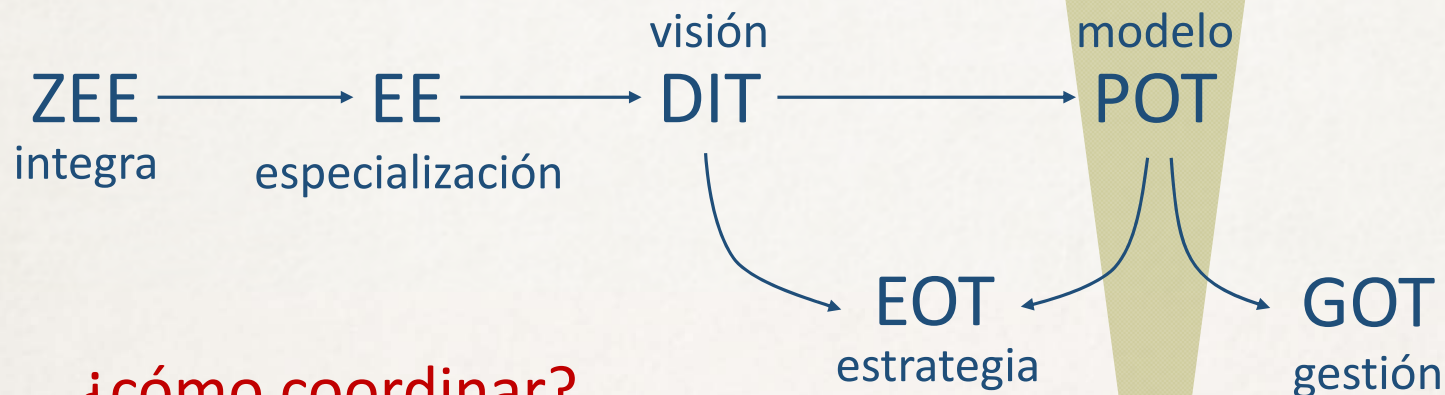 visión
modelo
ZEE
EE
DIT
POT
integra
especialización
EOT
GOT
estrategia
gestión
¿cómo coordinar?